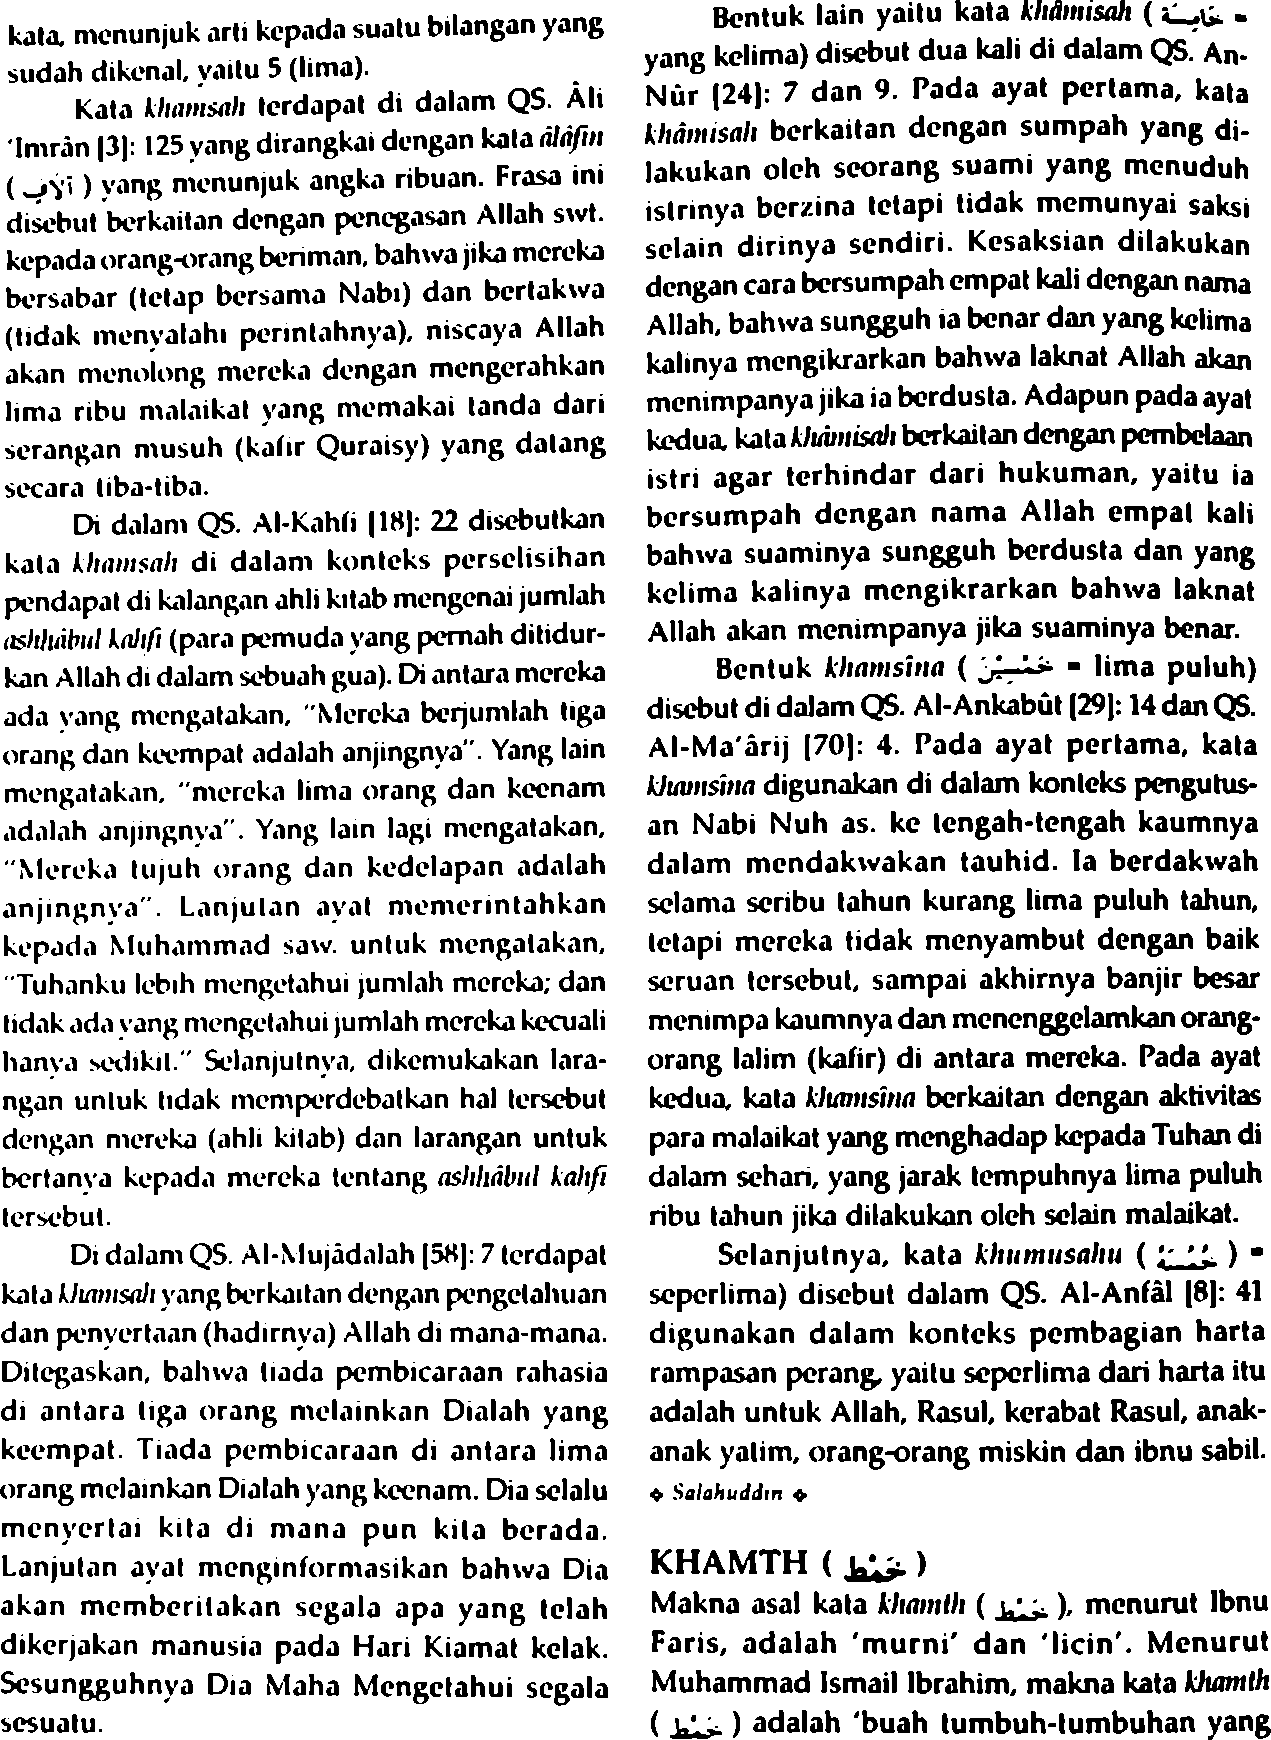 kata, menunjuk arti kepada suatu bilangan yang
sudah dikenal, yaitu 5 (lima).
Kata khamsah terdapat di dalam QS. Âli
'Imrân [3]: 125 yang dirangkai dengan kata âlâfin
( آلاف ) yang menunjuk angka ribuan. Frasa ini
disebut berkaitan dengan penegasan Allah swt.
kepada orang-orang beriman, bahwa jika mereka
bersabar (tetap bersama Nabi) dan bertakwa
(tidak menyalahi perintahnya), niscaya Allah
akan menolong mereka dengan mengerahkan
lima ribu malaikat yang memakai tanda dari
serangan musuh (kafir Quraisy) yang datang
secara tiba-tiba.
Di dalam QS. Al-Kahfi [18]: 22 disebutkan
kata khamsah di dalam konteks perselisihan
pendapat di kalangan ahli kitab mengenai jumlah
ashhâbul kahfi (para pemuda yang pernah ditidur-
kan Allah di dalam sebuah gua). Di antara mereka
ada yang mengatakan, "Mereka berjumlah tiga
orang dan keempat adalah anjingnya". Yang lain
mengatakan, "mereka lima orang dan keenam
adalah anjingnya". Yang lain lagi mengatakan,
"Mereka tujuh orang dan kedelapan adalah
anjingnya". Lanjutan ayat memerintahkan
kepada Muhammad saw. untuk mengatakan,
"Tuhanku lebih mengetahui jumlah mereka; dan
tidak ada yang mengetahui jumlah mereka kecuali
hanya sedikit." Selanjutnya, dikemukakan lara-
ngan untuk tidak memperdebatkan hal tersebut
dengan mereka (ahli kitab) dan larangan untuk
bertanya kepada mereka tentang ashhâbul kahfi
tersebut.
Di dalam QS. Al-Mujâdalah [58]: 7 terdapat
kata khamsah yang berkaitan dengan pengetahuan
dan penyertaan (hadirnya) Allah di mana-mana.
Ditegaskan, bahwa tiada pembicaraan rahasia
di antara tiga orang melainkan Dialah yang
keempat. Tiada pembicaraan di antara lima
orang melainkan Dialah yang keenam. Dia selalu
menyertai kita di mana pun kita berada.
Lanjutan ayat menginformasikan bahwa Dia
akan memberitakan segala apa yang telah
dikerjakan manusia pada Hari Kiamat kelak.
Sesungguhnya Dia Maha Mengetahui segala
sesuatu.
Bentuk lain yaitu kata khâmisah ( خَامِسَة =
yang kelima) disebut dua kali di dalam QS. An-
Nûr [24]: 7 dan 9. Pada ayat pertama, kata
khâmisah berkaitan dengan sumpah yang di-
lakukan oleh seorang suami yang menuduh
istrinya berzina tetapi tidak memunyai saksi
selain dirinya sendiri. Kesaksian dilakukan
dengan cara bersumpah empat kali dengan nama
Allah, bahwa sungguh ia benar dan yang kelima
kalinya mengikrarkan bahwa laknat Allah akan
menimpanya jika ia berdusta. Adapun pada ayat
kedua, kata khâmisah berkaitan dengan pembelaan
istri agar terhindar dari hukuman, yaitu ia
bersumpah dengan nama Allah empat kali
bahwa suaminya sungguh berdusta dan yang
kelima kalinya mengikrarkan bahwa laknat
Allah akan menimpanya jika suaminya benar.
Bentuk khamsîna ( خَمْسِيْنَ = lima puluh)
disebut di dalam QS. Al-Ankabût [29]: 14 dan QS.
Al-Ma'ârij [70]: 4. Pada ayat pertama, kata
khamsîna digunakan di dalam konteks pengutus-
an Nabi Nuh as. ke tengah-tengah kaumnya
dalam mendakwakan tauhid. Ia berdakwah
selama seribu tahun kurang lima puluh tahun,
tetapi mereka tidak menyambut dengan baik
seruan tersebut, sampai akhirnya banjir besar
menimpa kaumnya dan menenggelamkan orang-
orang lalim (kafir) di antara mereka. Pada ayat
kedua, kata khamsîna berkaitan dengan aktivitas
para malaikat yang menghadap kepada Tuhan di
dalam sehari, yang jarak tempuhnya lima puluh
ribu tahun jika dilakukan oleh selain malaikat.
Selanjutnya, kata khumusahu ( خُمُسَهُ ) =
seperlima) disebut dalam QS. Al-Anfâl [8]: 41
digunakan dalam konteks pembagian harta
rampasan perang, yaitu seperlima dari harta itu
adalah untuk Allah, Rasul, kerabat Rasul, anak-
anak yatim, orang-orang miskin dan ibnu sabil.
❖ Salahuddin ❖
KHAMTH ( خَمْط )
Makna asal kata khamth ( خَمْط ), menurut Ibnu
Faris, adalah 'murni' dan 'licin'. Menurut
Muhammad Ismail Ibrahim, makna kata khamth
( خَمْط ) adalah 'buah tumbuh-tumbuhan yang